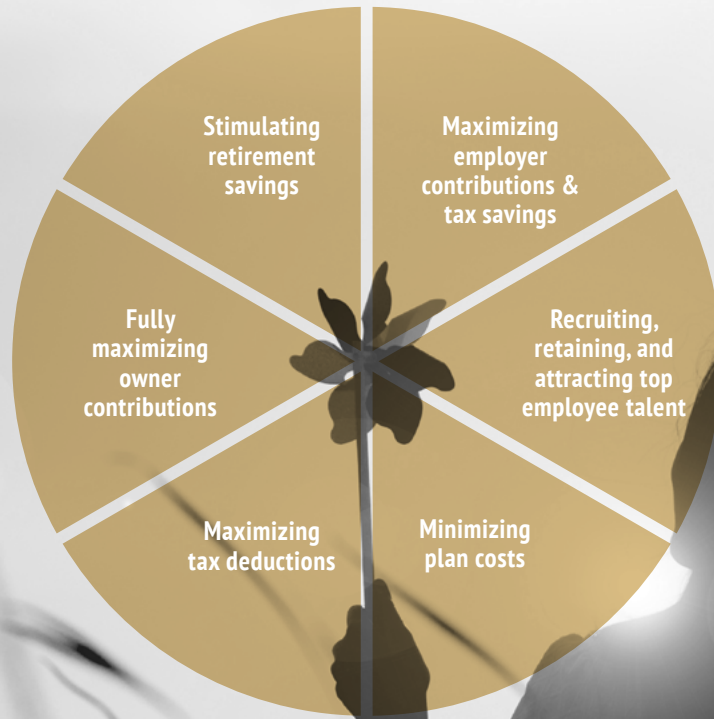 Stimulating
retirement
savings
Maximizing
employer
contributions &
tax savings
Fully
maximizing
owner
contributions
Recruiting,
retaining, and
attracting top
employee talent
Maximizing
tax deductions
Minimizing
plan costs